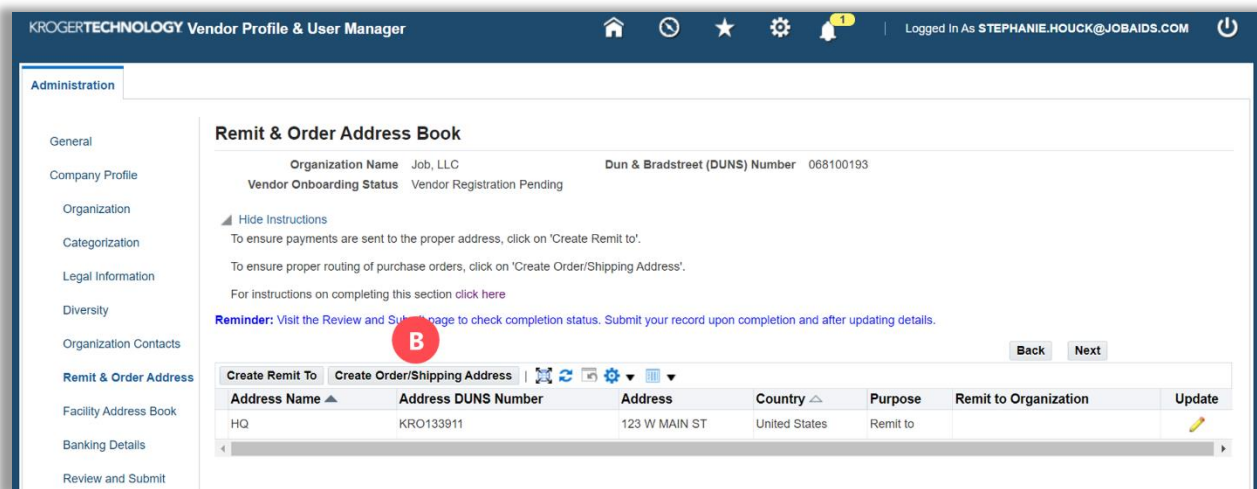 KROGERTECHNOLOGY. Vendor Profile & User Manager
1
Logged In As STEPHANIE.HOUCK@JOBAIDS.COM
Administration
General
Company Profile
Organization
Categorization
Legal Information
Diversity
Organization Contacts
Remit & Order Address
Facility Address Book
Banking Details
Review and Submit
Remit & Order Address Book
Organization Name Job, LLC Dun & Bradstreet (DUNS) Number 068100193
Vendor Onboarding Status Vendor Registration Pending
Hide Instructions
To ensure payments are sent to the proper address, click on 'Create Remit to'.
To ensure proper routing of purchase orders, click on 'Create Order/Shipping Address'.
For instructions on completing this section click here
Reminder: Visit the Review and Submit page to check completion status. Submit your record upon completion and after updating details.
B
Back Next
Create Remit To Create Order/Shipping Address
Address Name Address DUNS Number Address Country Purpose Remit to Organization Update
HQ KRO133911 123 W MAIN ST United States Remit to